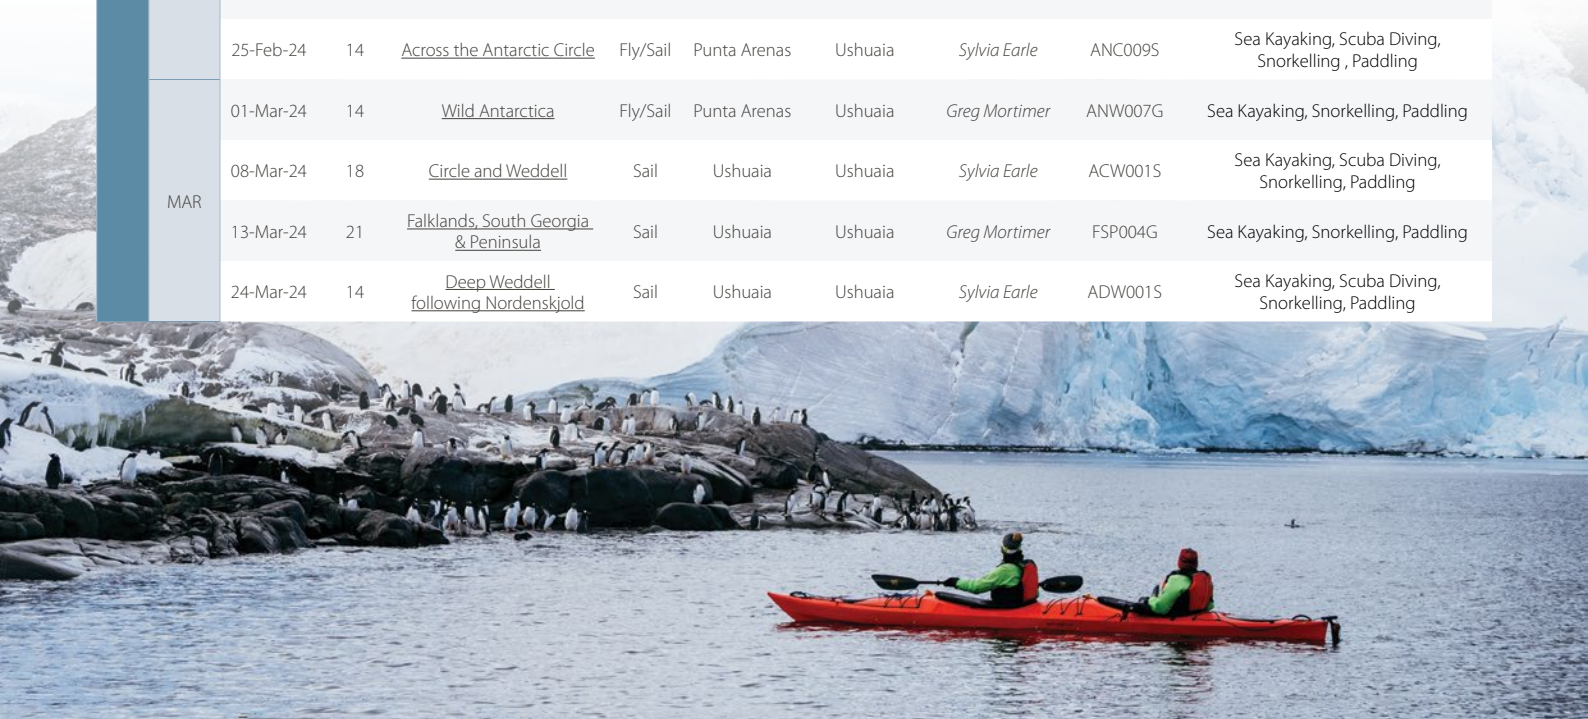 25-Feb-24 14 Across the Antarctic Circle Fly/Sail Punta Arenas Ushuaia Sylvia Earle ANC009S Sea Kayaking, Scuba Diving,
Snorkelling , Paddling
MAR
01-Mar-24 14 Wild Antarctica Fly/Sail Punta Arenas Ushuaia Greg Mortimer ANW007G Sea Kayaking, Snorkelling, Paddling
08-Mar-24 18 Circle and Weddell Sail Ushuaia Ushuaia Sylvia Earle ACW001S Sea Kayaking, Scuba Diving,
Snorkelling, Paddling
13-Mar-24 21 Falklands, South Georgia
& Peninsula Sail Ushuaia Ushuaia Greg Mortimer FSP004G Sea Kayaking, Snorkelling, Paddling
24-Mar-24 14 Deep Weddell
following Nordenskjold Sail Ushuaia Ushuaia Sylvia Earle ADW001S Sea Kayaking, Scuba Diving,
Snorkelling, Paddling